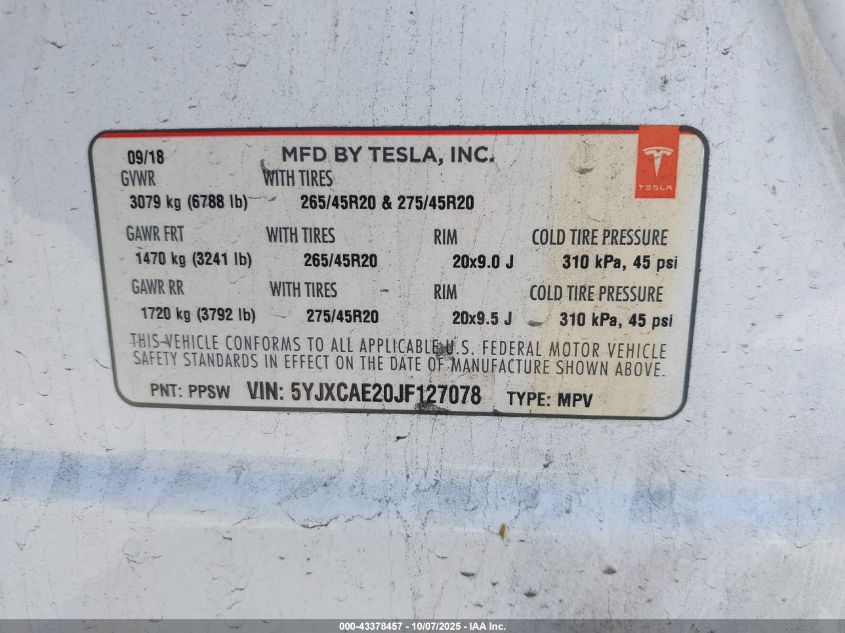 09/18 MFD BY TESLA, INC.
TESLA
GVWR WITH TIRES
3079 kg (6788 lb) 265/45R20 & 275/45R20
GAWR FRT WITH TIRES RIM COLD TIRE PRESSURE
1470 kg (3241 lb) 265/45R20 20x9.0 J 310 kPa, 45 psi
GAWR RR WITH TIRES RIM COLD TIRE PRESSURE
1720 kg (3792 lb) 275/45R20 20x9.5 J 310 kPa, 45 psi
THIS VEHICLE CONFORMS TO ALL APPLICABLE U.S. FEDERAL MOTOR VEHICLE
SAFETY STANDARDS IN EFFECT ON THE DATE OF MANUFACTURE SHOWN ABOVE.
PNT: PPSW VIN: 5YJXCAE20JF127078 TYPE: MPV
000-43378457 - 10/07/2025 - IAA Inc.